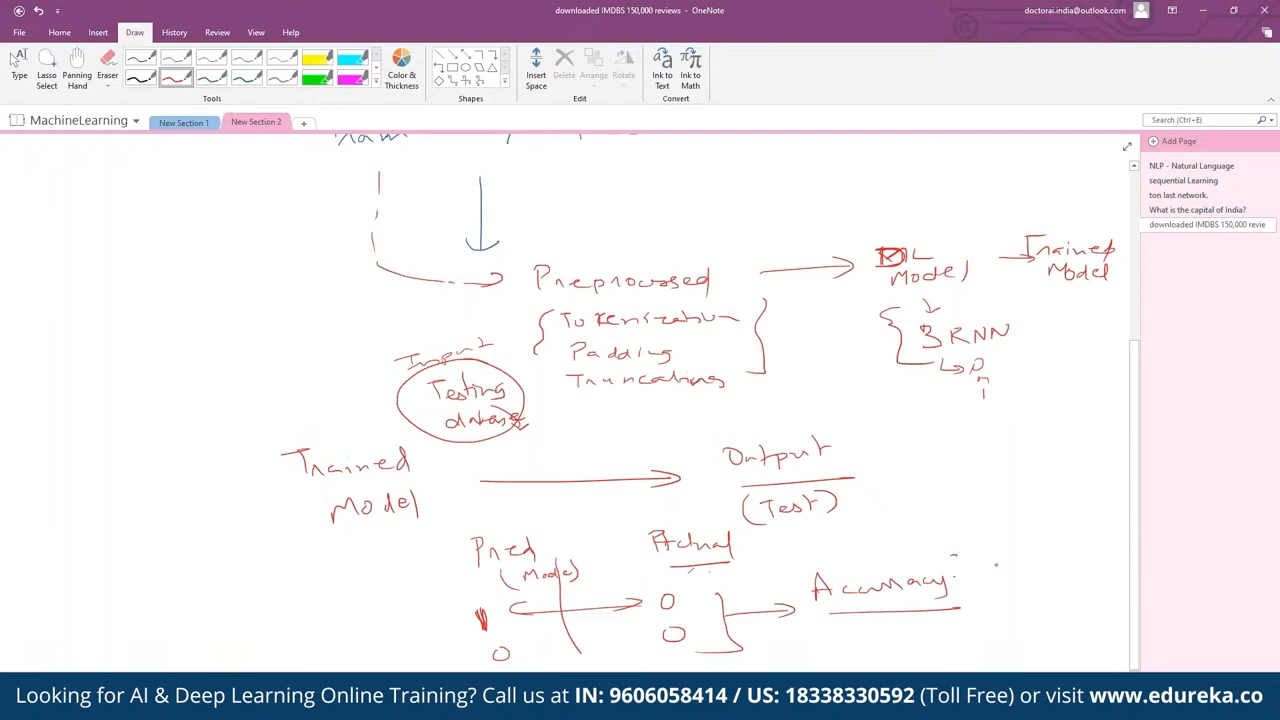 downloaded IMDBS 150,000 reviews - OneNote
doctorai.india@outlook.com
File Home Insert Draw History Review View Help
Type
Lasso Select
Panning Hand
Eraser
Color & Thickness
Insert Space
Delete
Arrange
Rotate
Ink to Text
Ink to Math
Tools
Shapes
Edit
Convert
MachineLearning
New Section 1
New Section 2
Search (Ctrl+E)
Add Page
NLP - Natural Language
sequential Learning
ton last network.
What is the capital of India?
downloaded IMDBS 150,000 revie
Preprocessed
Tokenization
Padding
Truncations
L
Model
Trained
Model
RNN
Input
Testing
database
Trained
Model
Output
(Test)
Pred
(Model)
Actual
0
0
0
Accuracy:
Looking for AI & Deep Learning Online Training? Call us at IN: 9606058414 / US: 18338330592 (Toll Free) or visit www.edureka.co